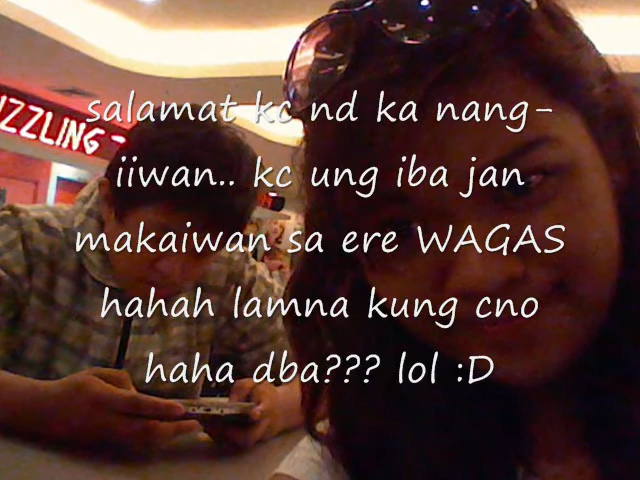 IZZLING
salamat kc nd ka nang-
iiwan.. kc ung iba jan
makaiwan sa ere WAGAS
hahah lamna kung cno
haha dba??? lol :D